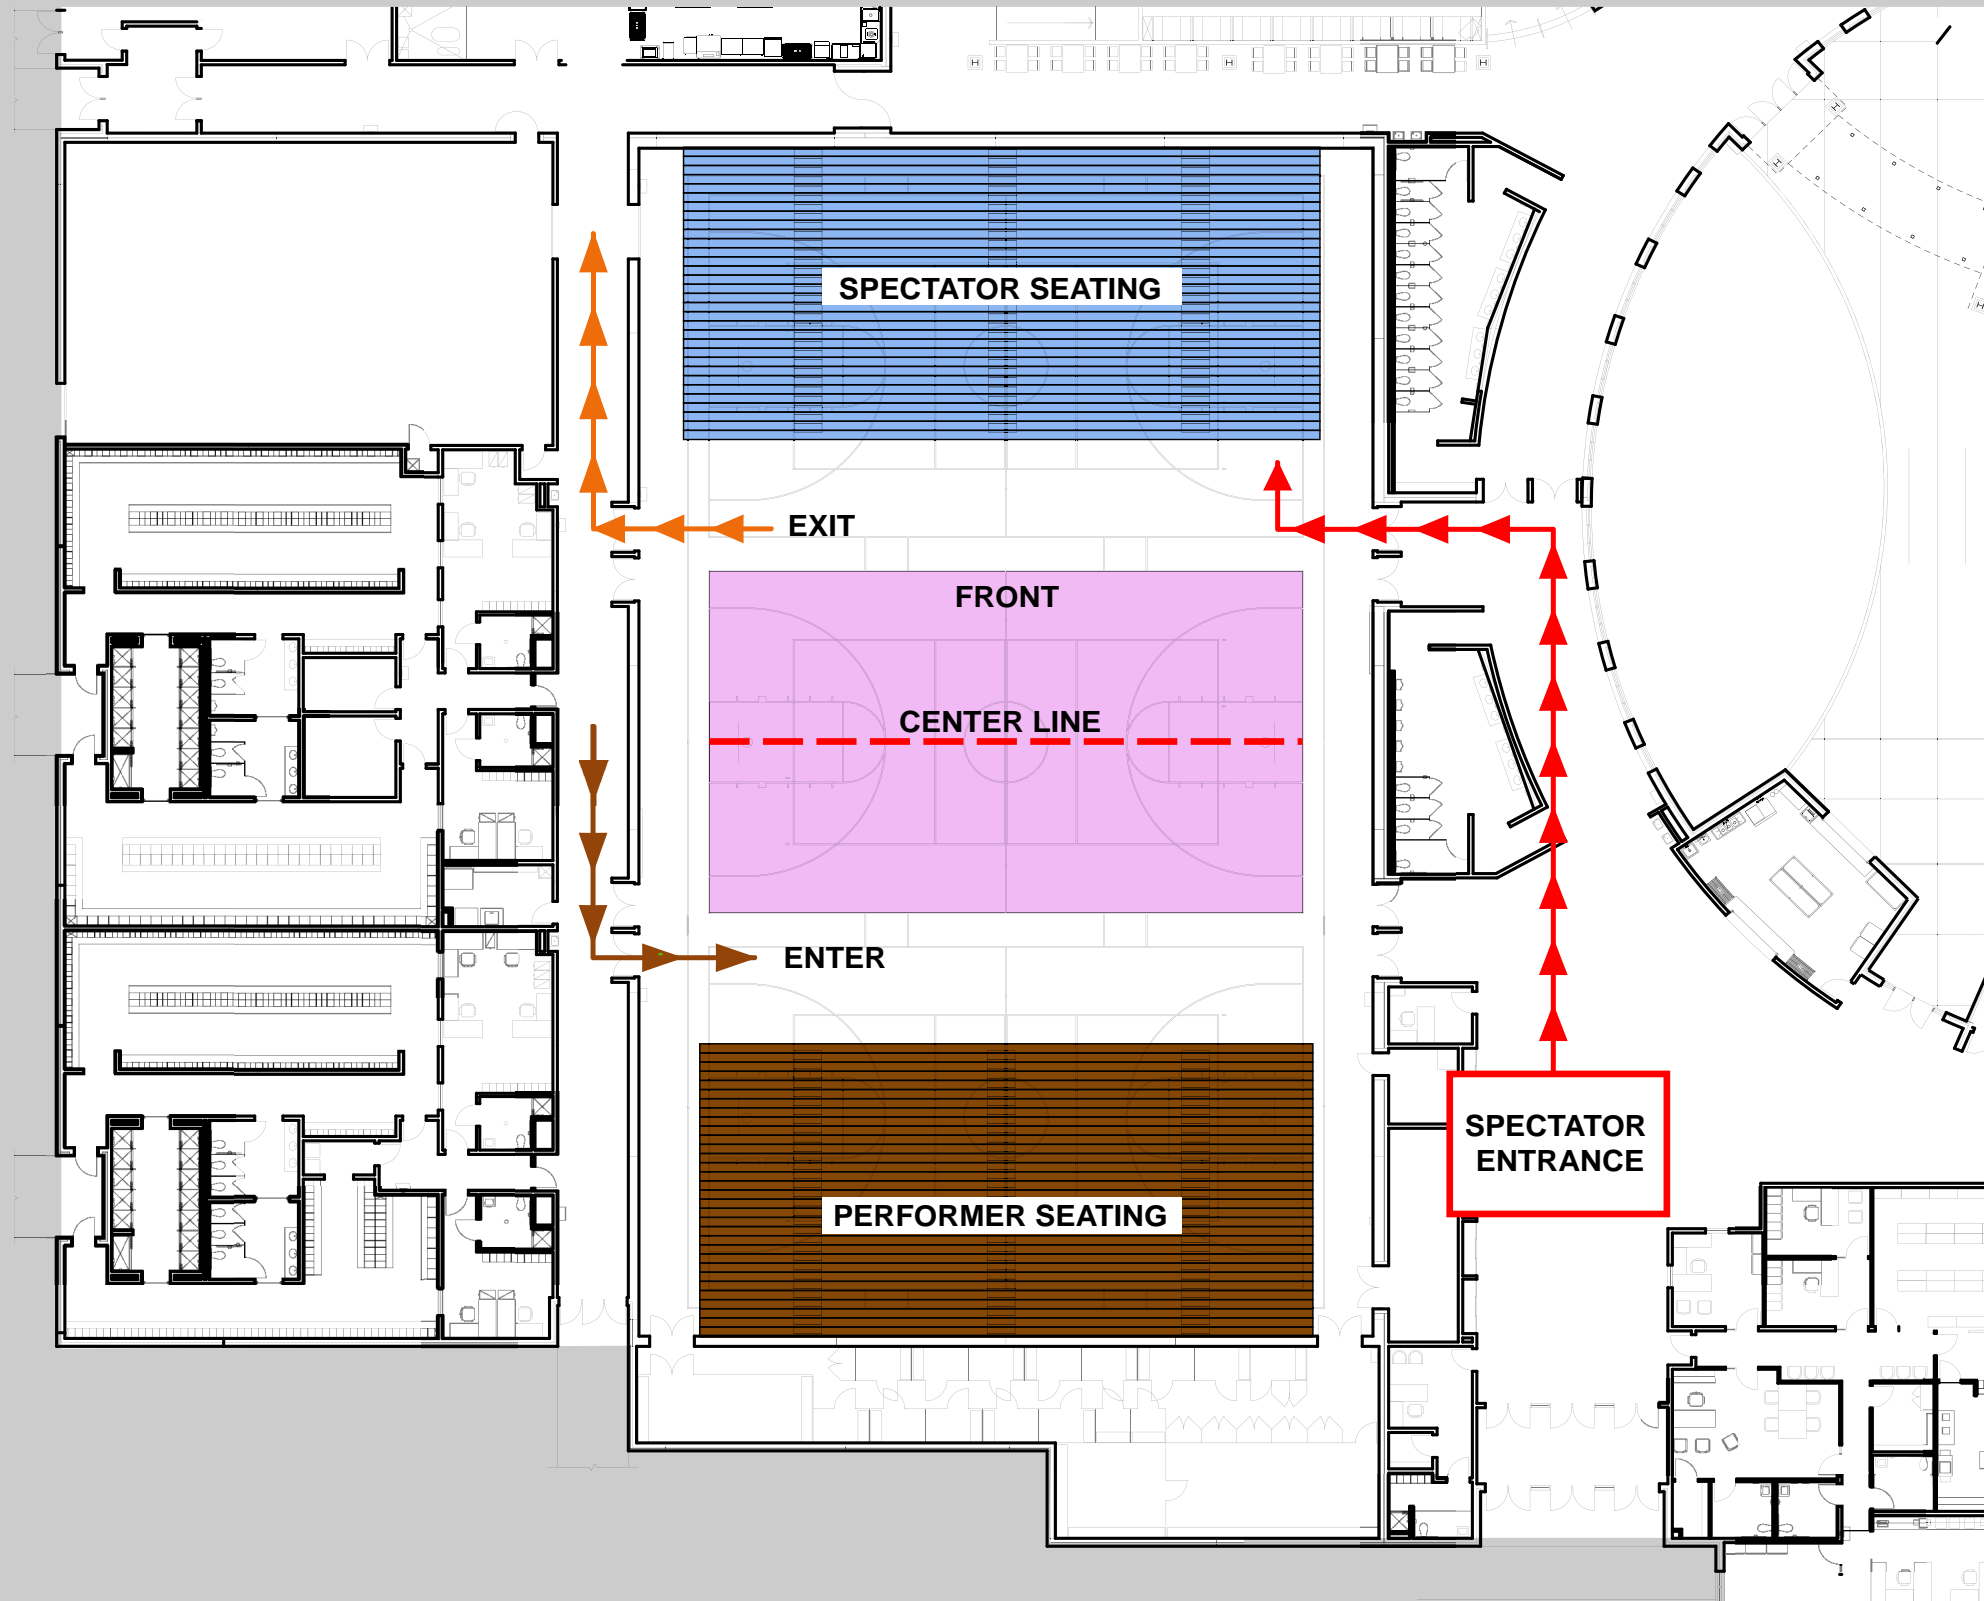 SPECTATOR SEATING
EXIT
FRONT
CENTER LINE
ENTER
SPECTATOR
ENTRANCE
PERFORMER SEATING